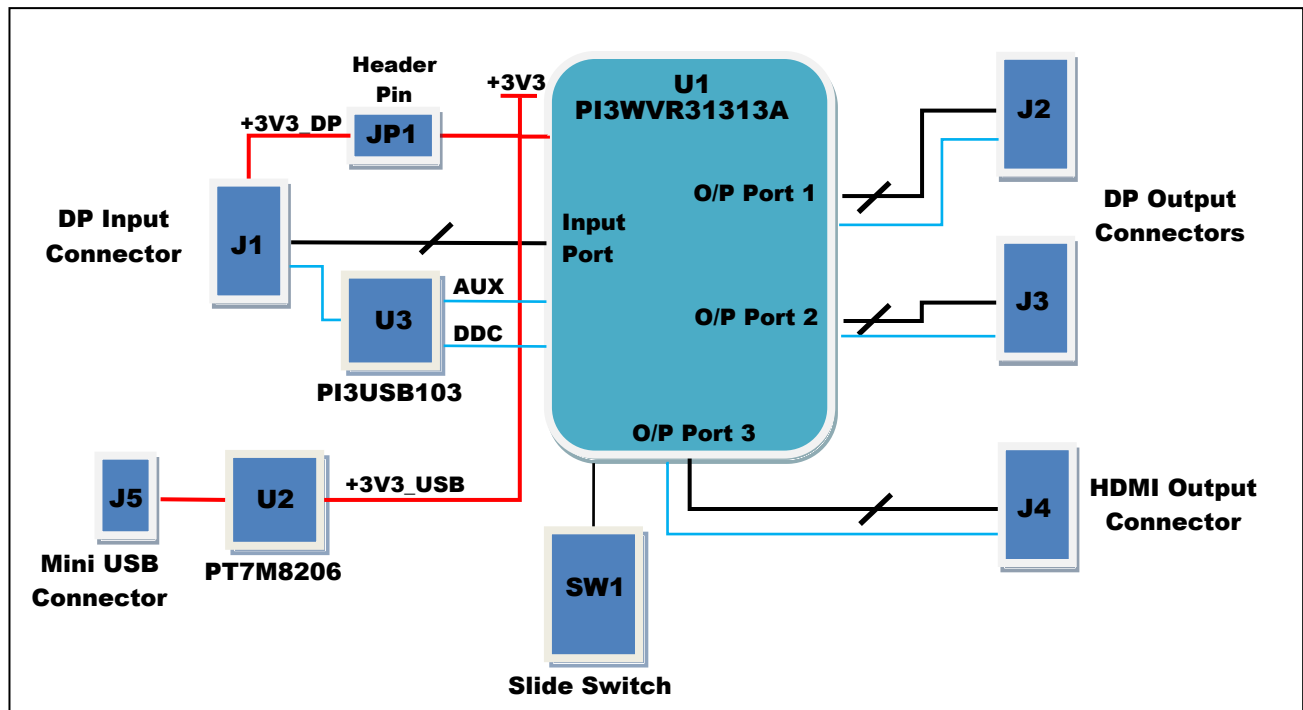 Header
Pin
+3V3
U1
PI3WVR31313A
+3V3_DP
JP1
J2
DP Input
Connector
J1
Input
Port
O/P Port 1
DP Output
Connectors
AUX
U3
DDC
PI3USB103
O/P Port 2
J3
O/P Port 3
J5
U2
+3V3_USB
Mini USB
Connector
PT7M8206
SW1
Slide Switch
J4
HDMI Output
Connector